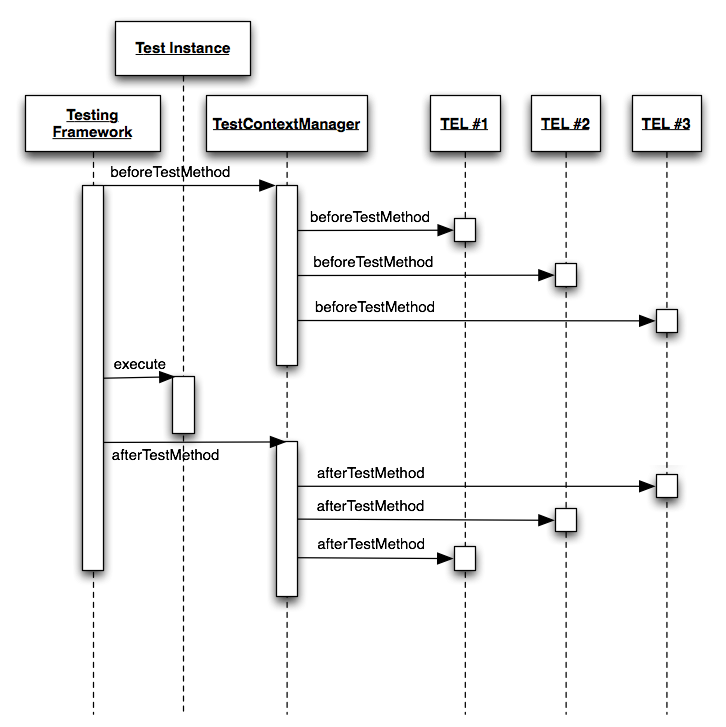 Test Instance
Testing
Framework
TestContextManager
TEL #1
TEL #2
TEL #3
beforeTestMethod
beforeTestMethod
beforeTestMethod
beforeTestMethod
execute
afterTestMethod
afterTestMethod
afterTestMethod
afterTestMethod